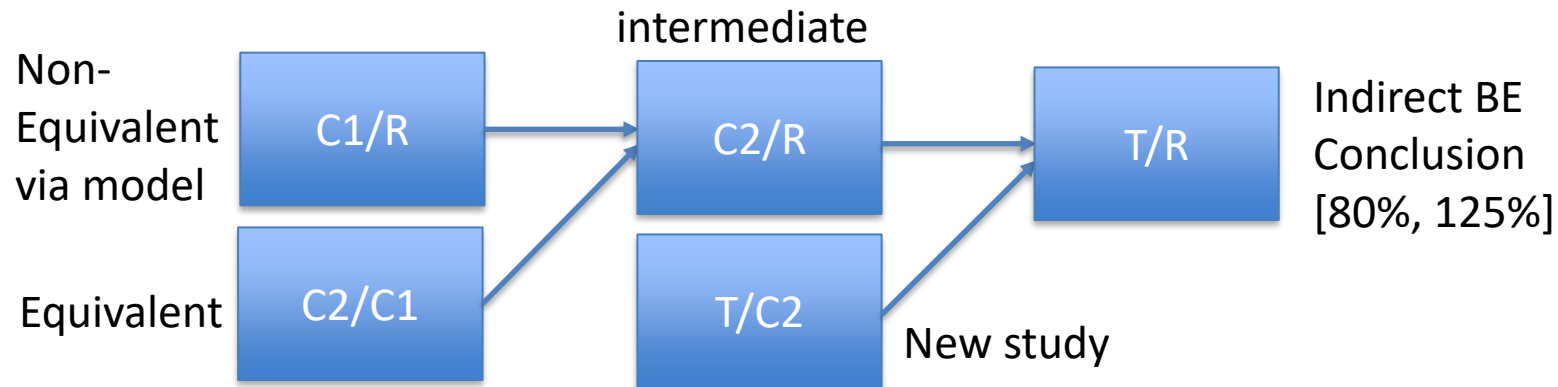 Non-
Equivalent
via model
C1/R
intermediate
C2/R
T/R
Indirect BE
Conclusion
[80%, 125%]
Equivalent
C2/C1
T/C2
New study